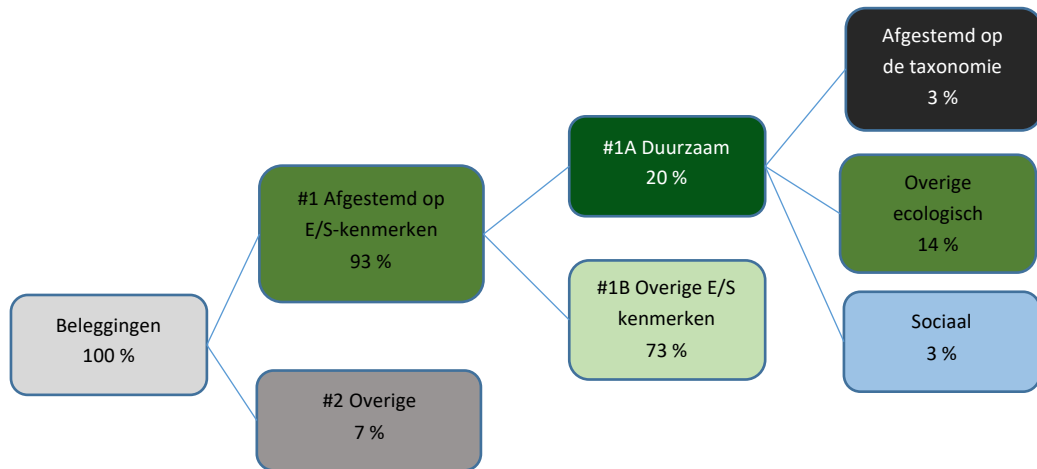 Beleggingen
100 %
#1 Afgestemd op
E/S-kenmerken
93 %
#2 Overige
7 %
#1A Duurzaam
20 %
#1B Overige E/S
kenmerken
73 %
Afgestemd op
de taxonomie
3 %
Overige
ecologisch
14 %
Sociaal
3 %